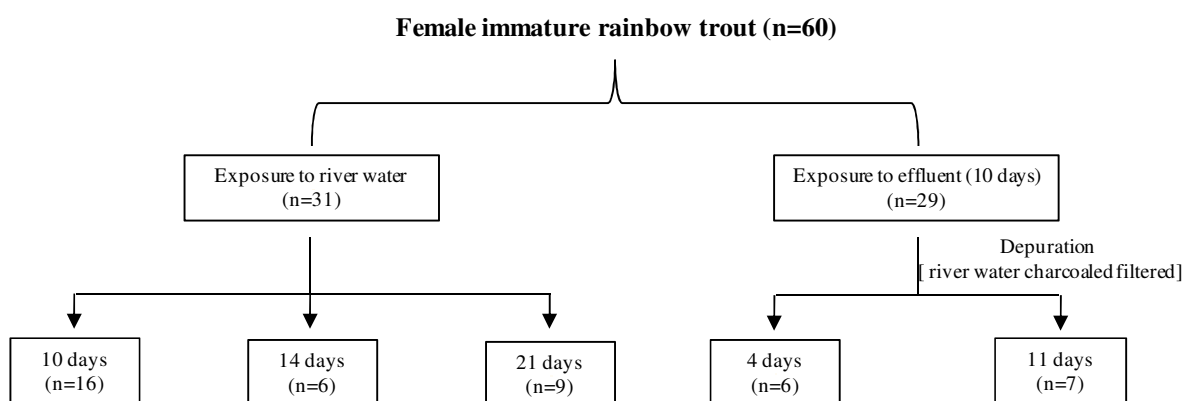 Female immature rainbow trout (n=60)
Exposure to river water
(n=31)
Exposure to effluent (10 days)
(n=29)
Depuration
[ river water charcoaled filtered]
10 days
(n=16)
14 days
(n=6)
21 days
(n=9)
4 days
(n=6)
11 days
(n=7)